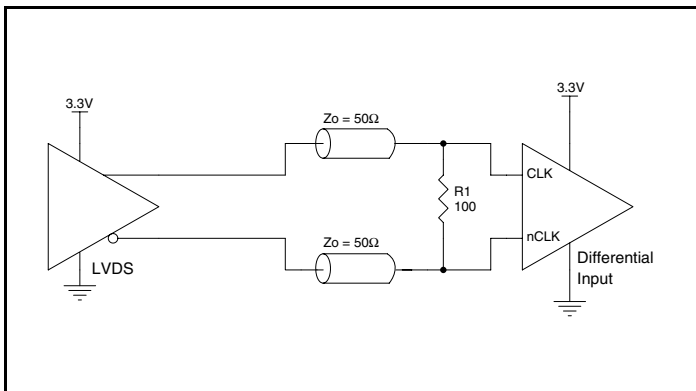 3.3V
3.3V
Zo = 50Ω
CLK
R1
100
nCLK
Zo = 50Ω
LVDS
Differential
Input